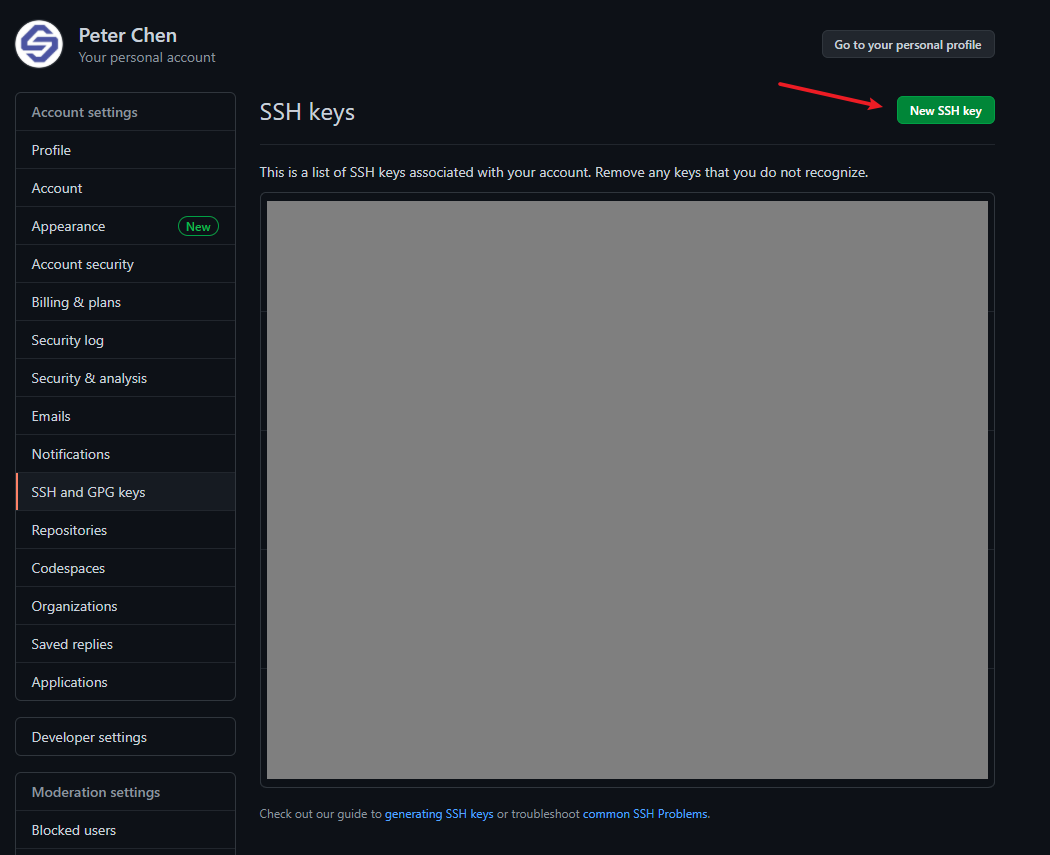 Peter Chen
Your personal account
Go to your personal profile
Account settings
Profile
Account
Appearance New
Account security
Billing & plans
Security log
Security & analysis
Emails
Notifications
SSH and GPG keys
Repositories
Codespaces
Organizations
Saved replies
Applications
Developer settings
Moderation settings
Blocked users
SSH keys
New SSH key
This is a list of SSH keys associated with your account. Remove any keys that you do not recognize.
Check out our guide to generating SSH keys or troubleshoot common SSH Problems.